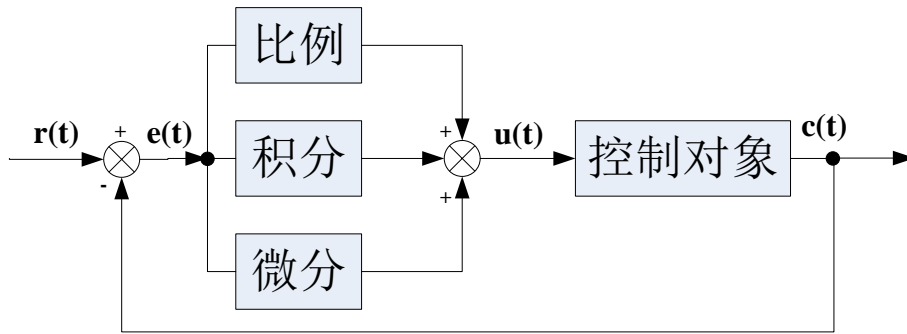 比例
r(t)
+
e(t)
-
积分
+
+
u(t)
控制对象
c(t)
微分